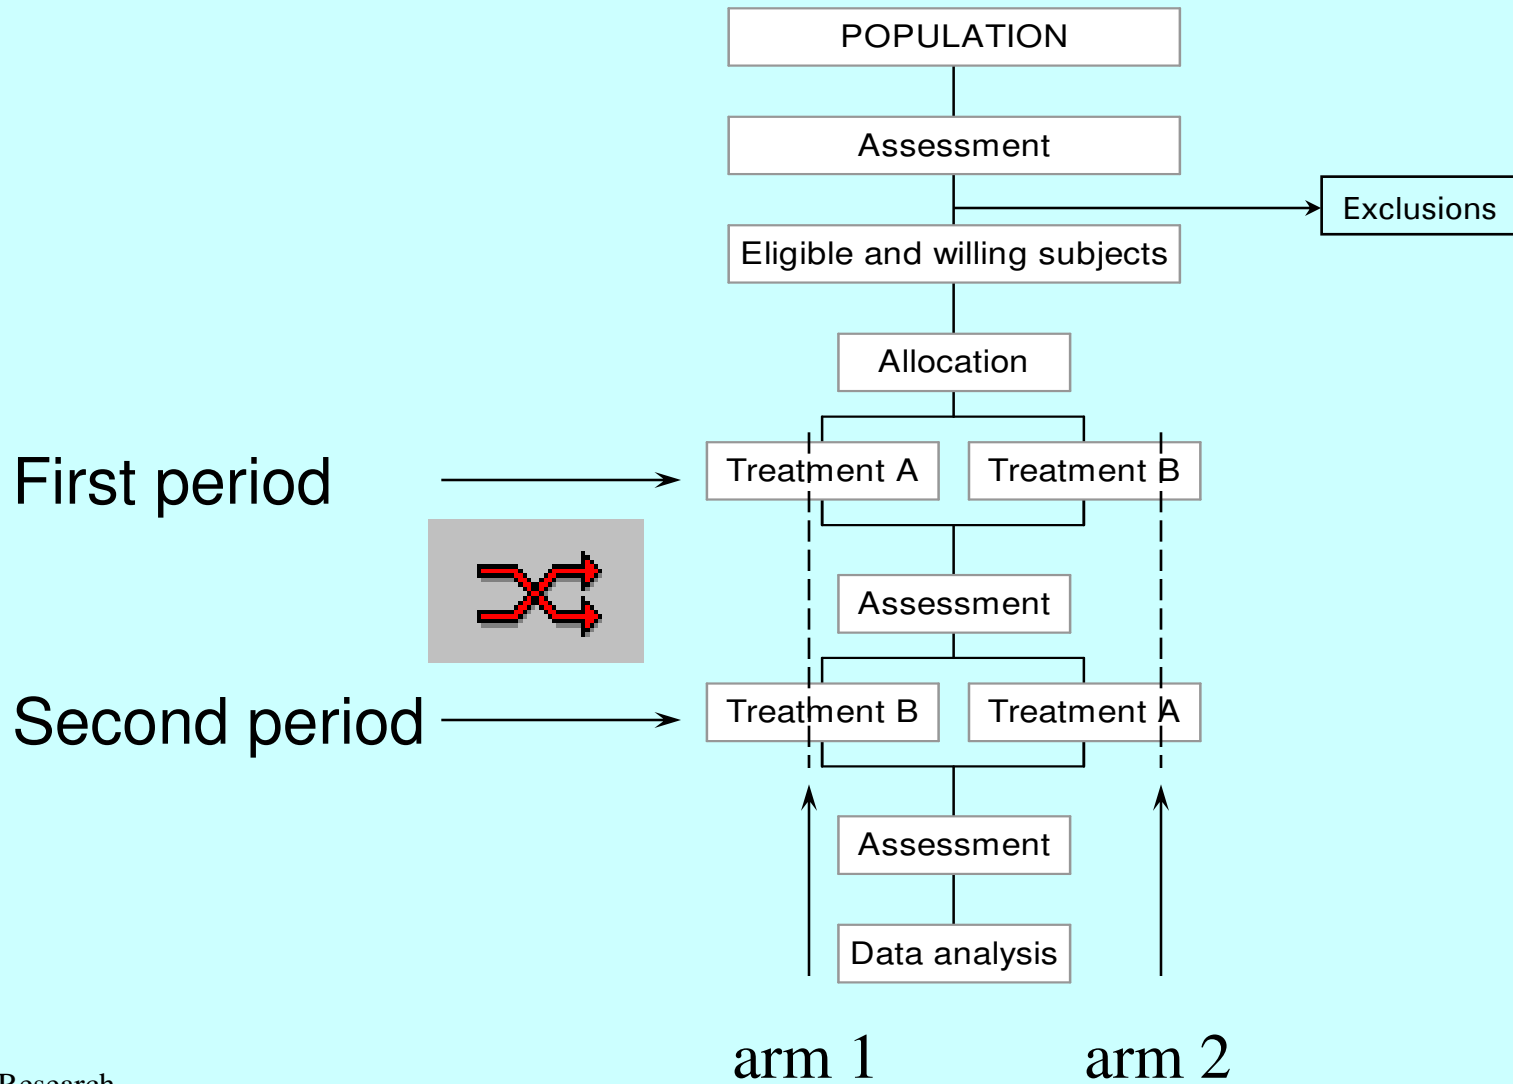 POPULATION
Assessment
Exclusions
Eligible and willing subjects
Allocation
First period
Treatment A
Treatment B
Assessment
Second period
Treatment B
Treatment A
Assessment
Data analysis
arm 1
arm 2
Research